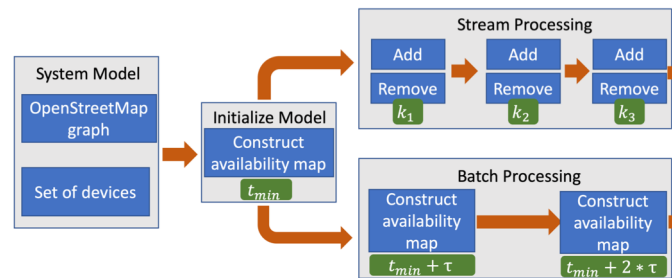 System Model
OpenStreetMap
graph
Set of devices
Initialize Model
Construct
availability map
t_min
Stream Processing
Add
Remove
k_1
Add
Remove
k_2
Add
Remove
k_3
Batch Processing
Construct
availability
map
t_min + τ
Construct
availability
map
t_min + 2 * τ